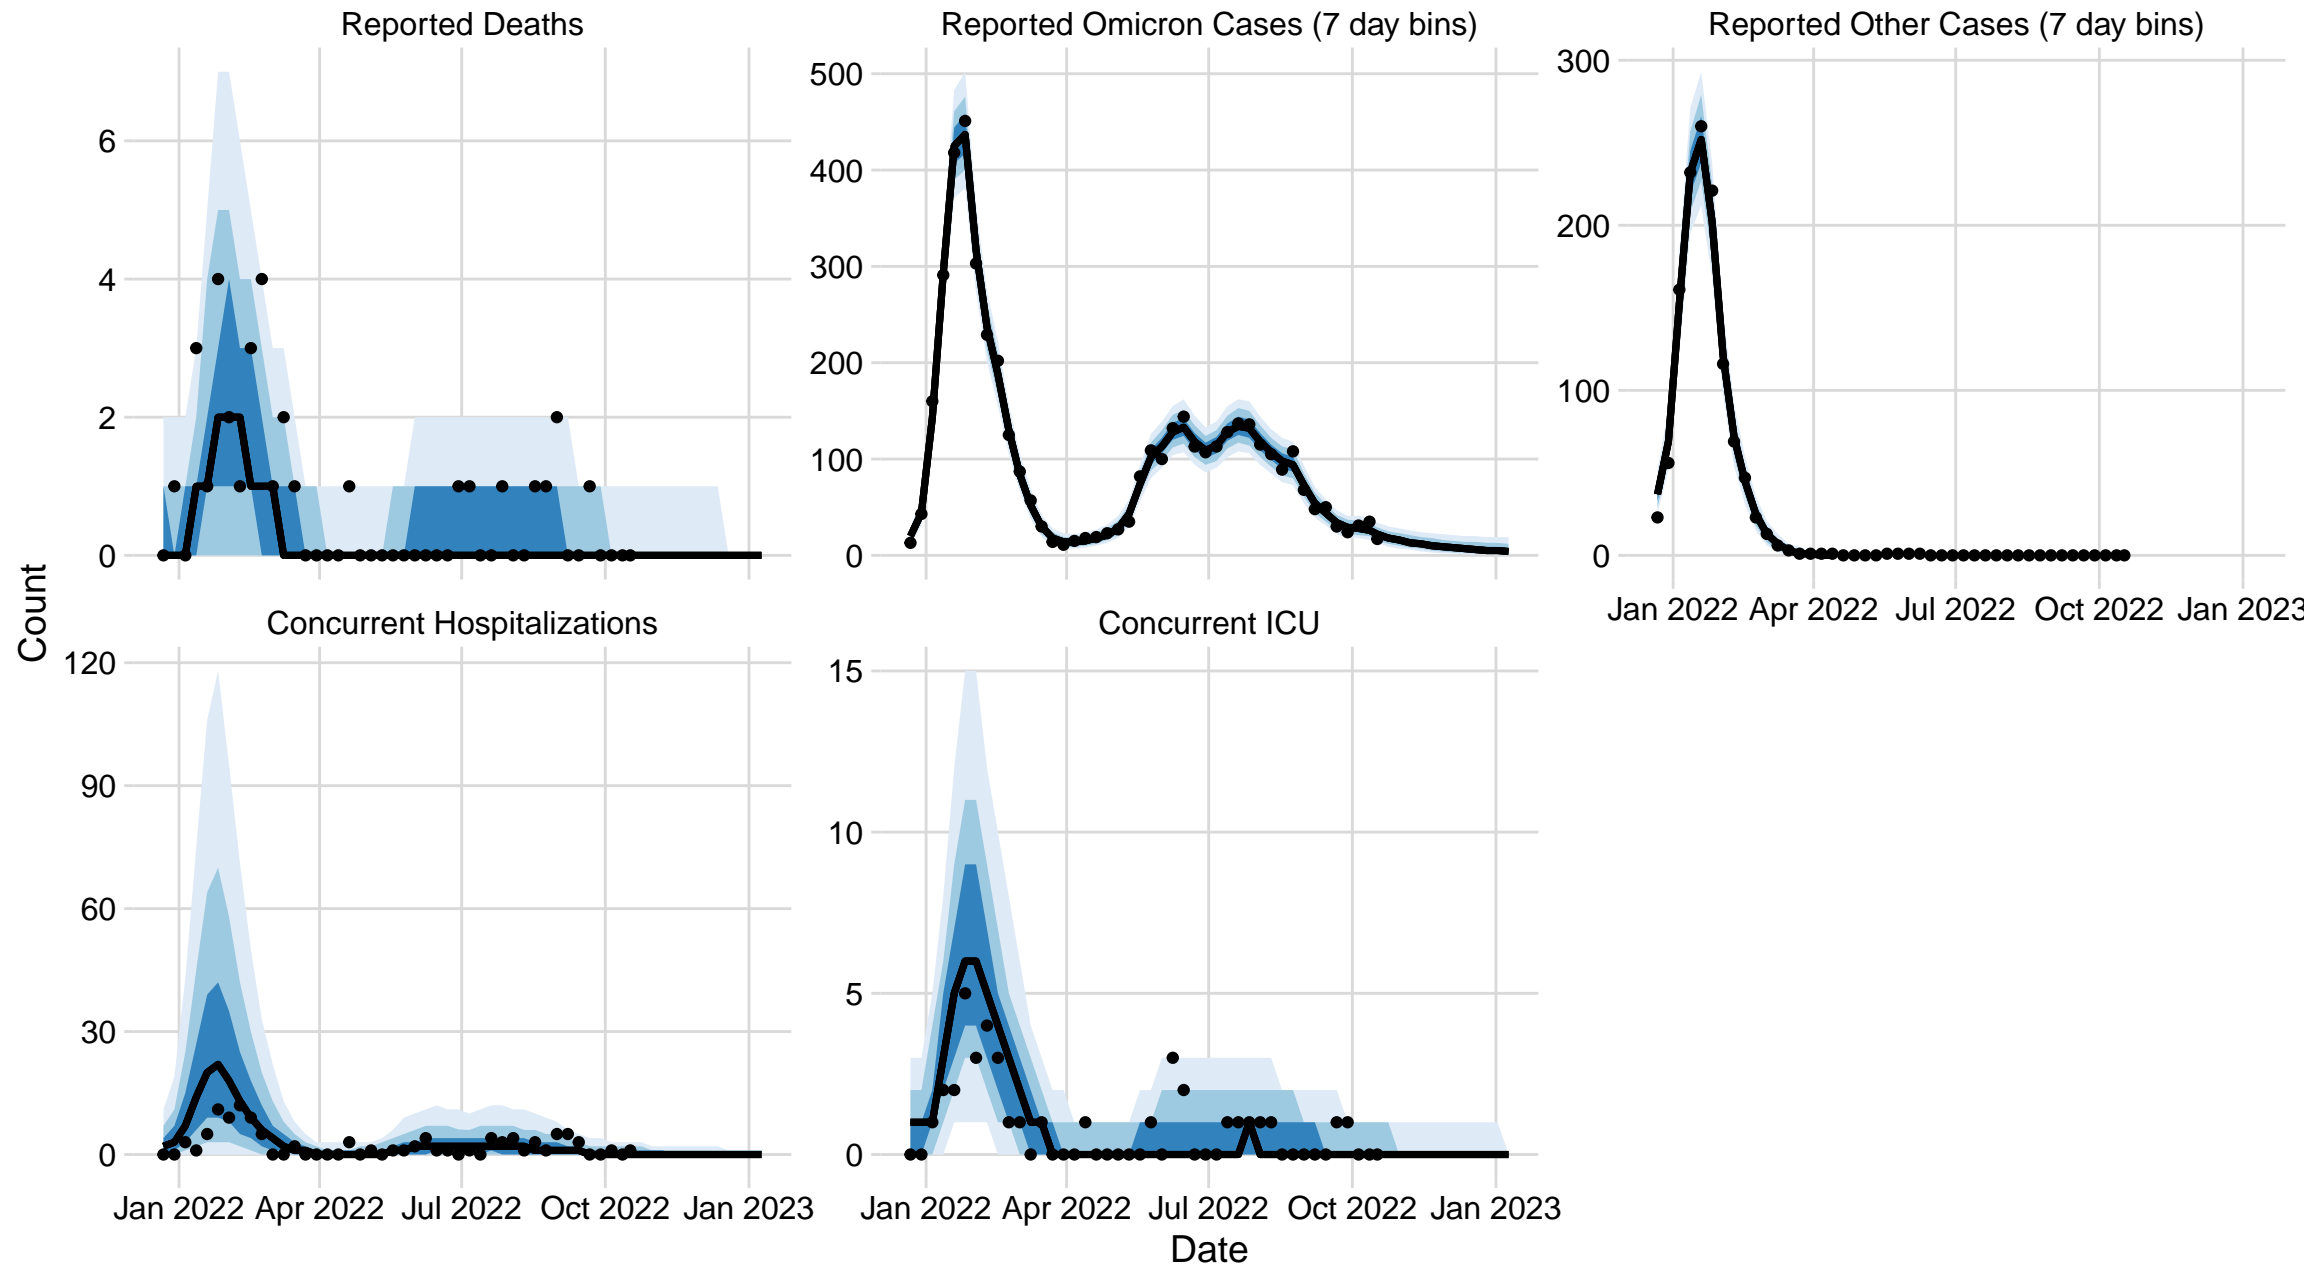 Reported Deaths
Reported Omicron Cases (7 day bins)
Reported Other Cases (7 day bins)
6
4
2
0
500
400
300
200
100
0
300
200
100
0
Jan 2022 Apr 2022 Jul 2022 Oct 2022 Jan 2023
Count
Concurrent Hospitalizations
Concurrent ICU
120
90
60
30
0
15
10
5
0
Jan 2022 Apr 2022 Jul 2022 Oct 2022 Jan 2023
Jan 2022 Apr 2022 Jul 2022 Oct 2022 Jan 2023
Date